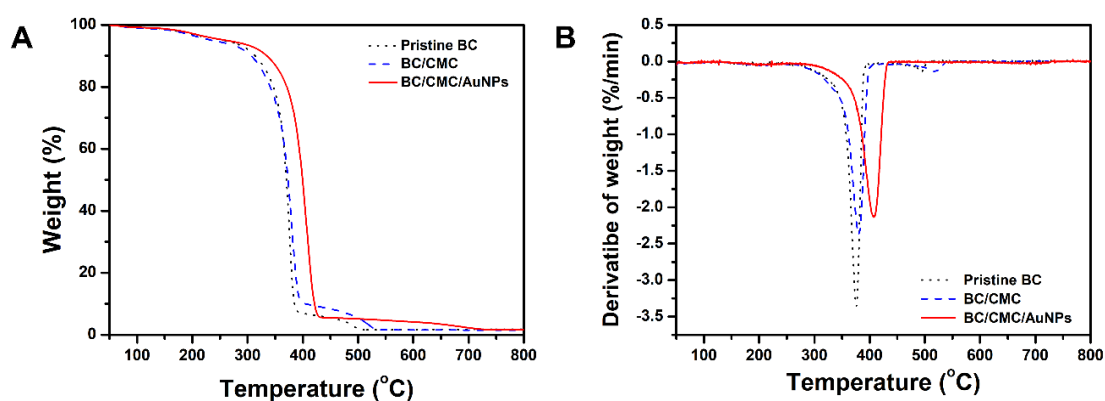 A
Weight (%)
100
80
60
40
20
0
Pristine BC
BC/CMC
BC/CMC/AuNPs
100 200 300 400 500 600 700 800
Temperature (°C)
B
Derivatibe of weight (%/min)
0.5
0.0
-0.5
-1.0
-1.5
-2.0
-2.5
-3.0
-3.5
Pristine BC
BC/CMC
BC/CMC/AuNPs
100 200 300 400 500 600 700 800
Temperature (°C)